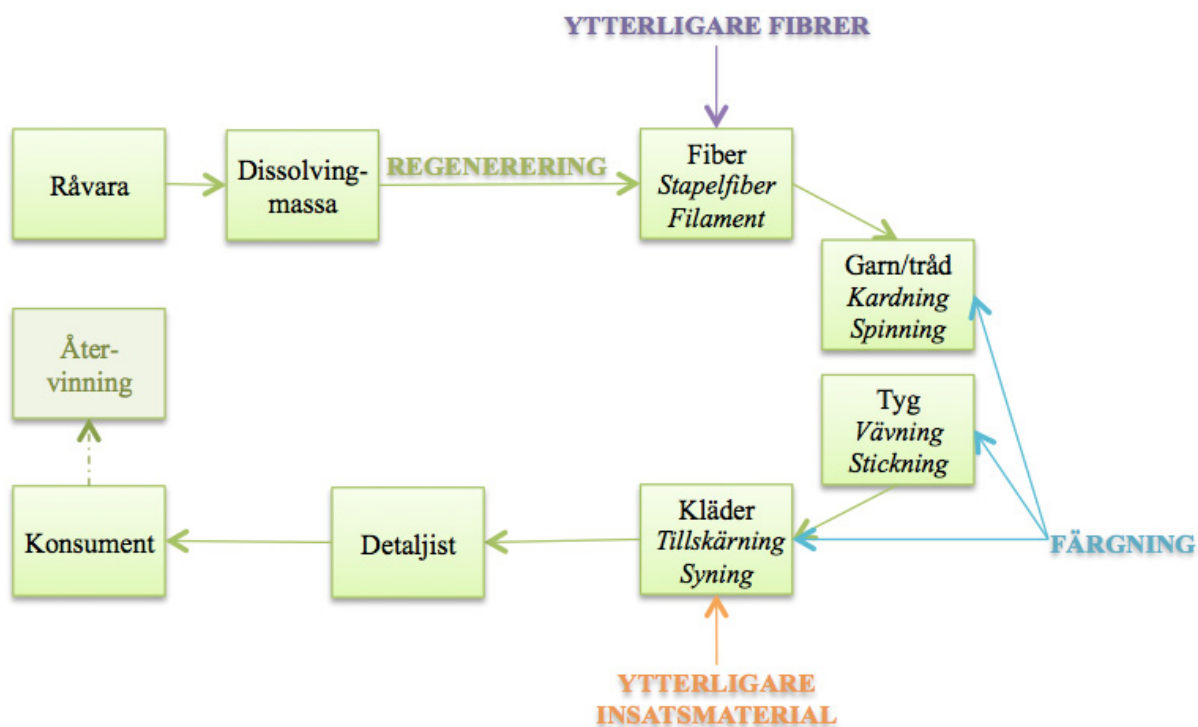 YTTERLIGARE FIBRER
Råvara
Dissolving-
massa
REGENERERING
Fiber
Stapelfiber
Filament
Garn/tråd
Kardning
Spinning
Tyg
Vävning
Stickning
FÄRGNING
Kläder
Tillskärning
Syning
YTTERLIGARE
INSATSMATERIAL
Detaljist
Konsument
Åter-
vinning